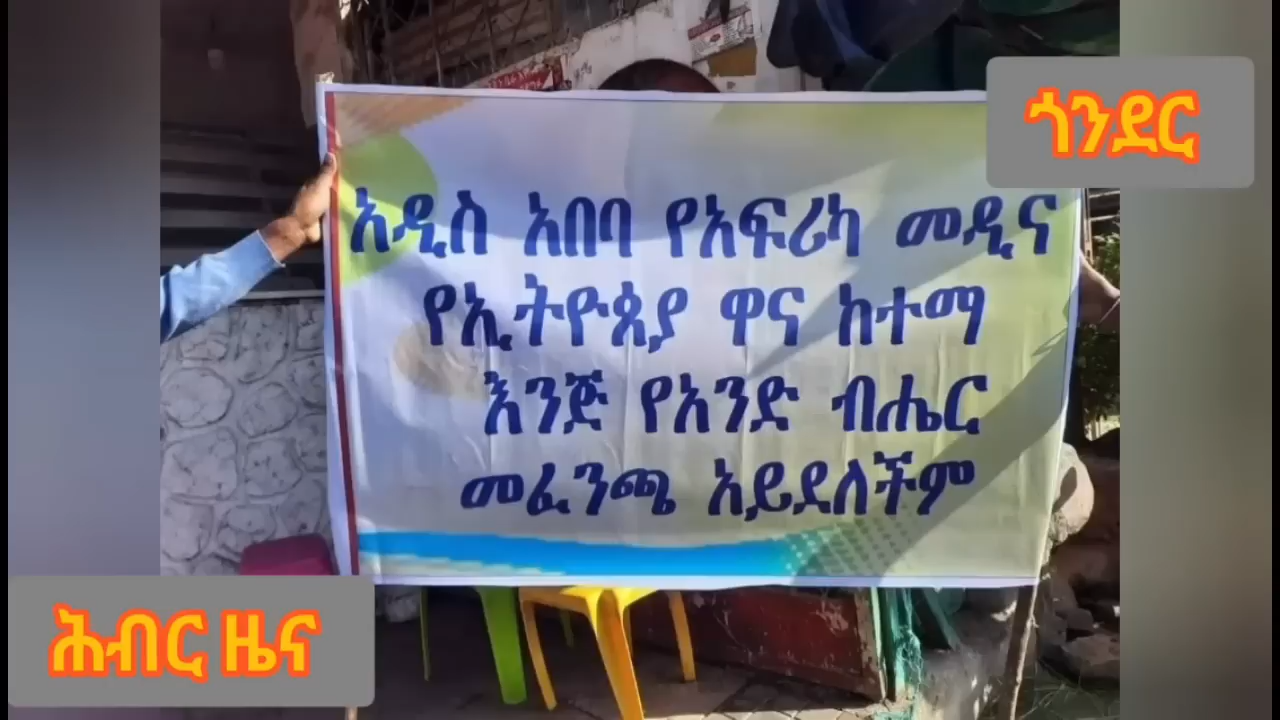 ጎንደር
አዲስ አበባ የአፍሪካ መዲና
የኢትዮጵያ ዋና ከተማ
እንጅ የአንድ ብሔር
መፈንጫ አይደለችም
ሕብር ዜና